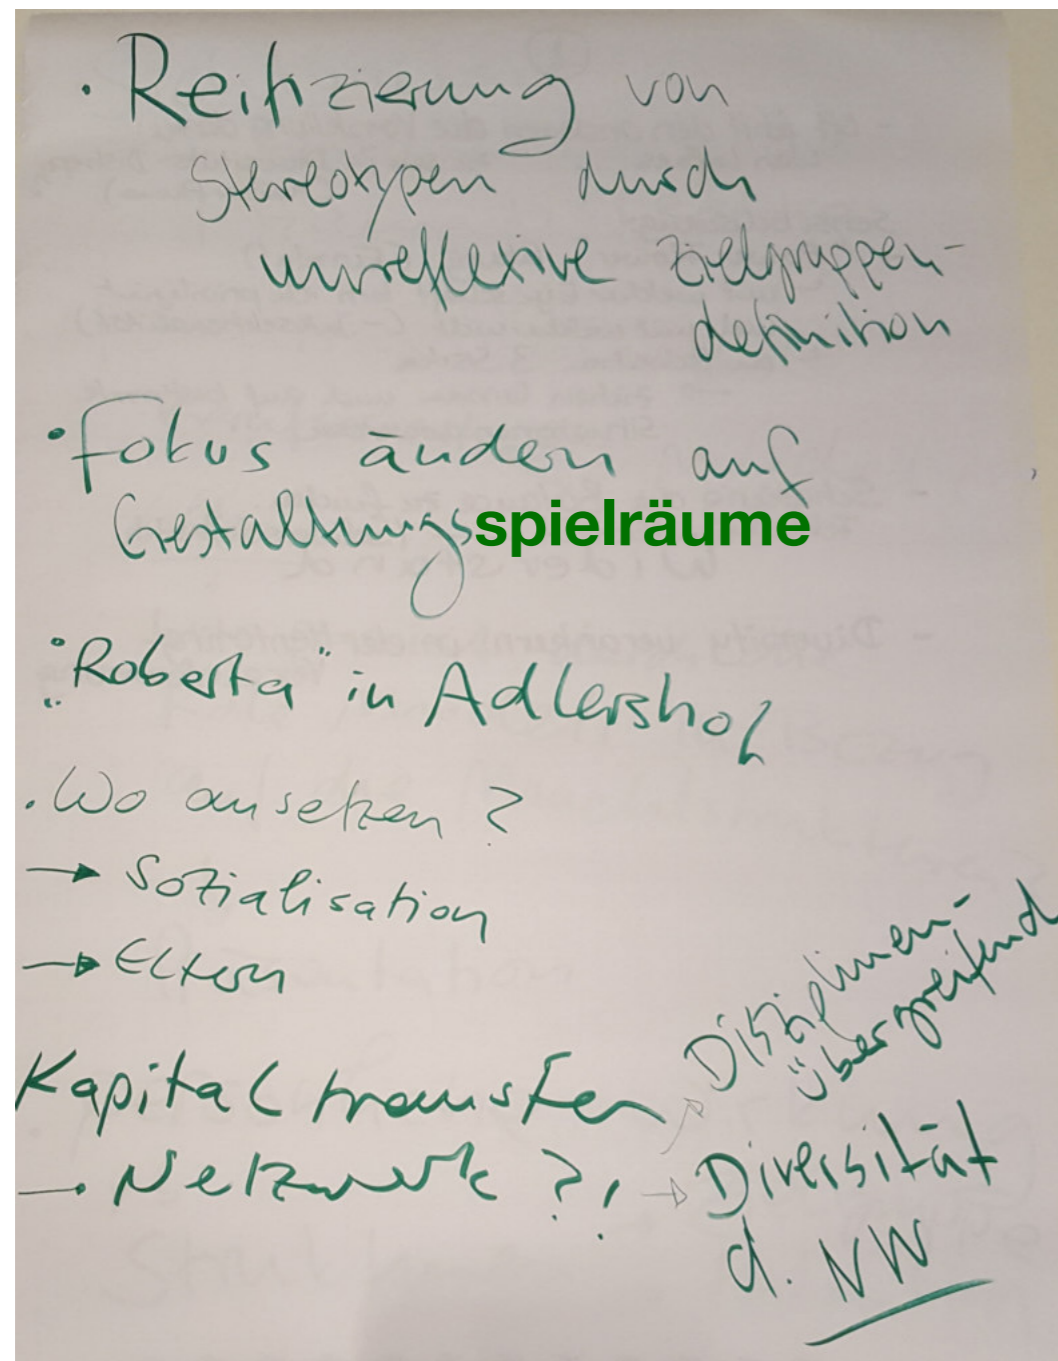 · Reifizierung von
Stereotypen durch
unreflexive Zielgruppen-
definition
· Fokus ändern auf
Gestaltungsspielräume
· „Roberta" in Adlershof
· Wo ansetzen ?
→ Sozialisation
→ Eltern
Kapitaltransfer
→ Netzwerk ?!
→ Disziplinen-
übergreifend
→ Diversität
d. NW